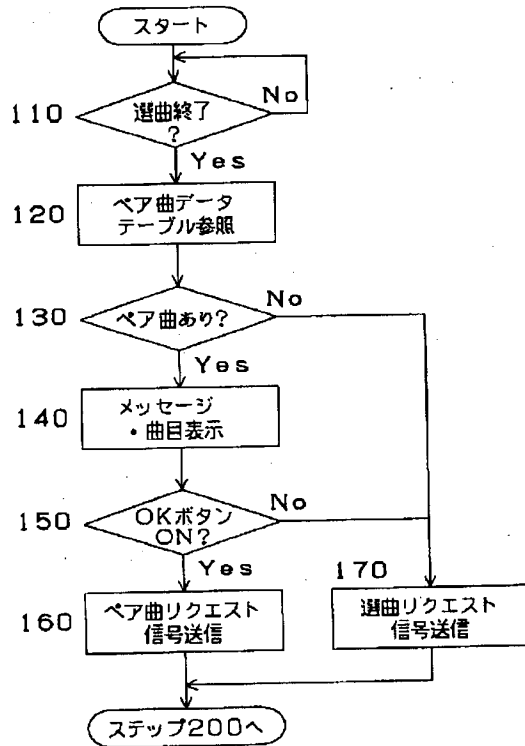 スタート
110
選曲終了
?
No
Yes
120
ペア曲データ
テーブル参照
130
ペア曲あり?
No
Yes
140
メッセージ
・曲目表示
150
OKボタン
ON?
No
Yes
160
ペア曲リクエスト
信号送信
170
選曲リクエスト
信号送信
ステップ200へ